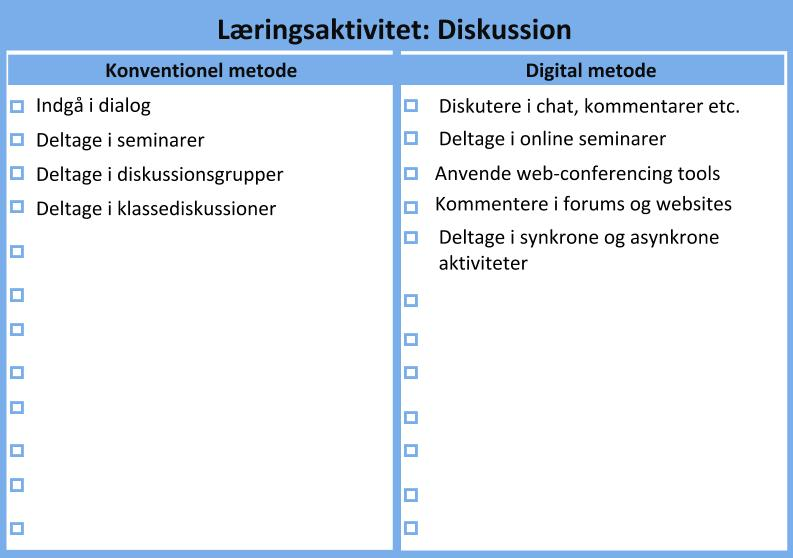 Læringsaktivitet: Diskussion
Konventionel metode
Indgå i dialog
Deltage i seminarer
Deltage i diskussionsgrupper
Deltage i klassediskussioner
Digital metode
Diskutere i chat, kommentarer etc.
Deltage i online seminarer
Anvende web-conferencing tools
Kommentere i forums og websites
Deltage i synkrone og asynkrone
aktiviteter